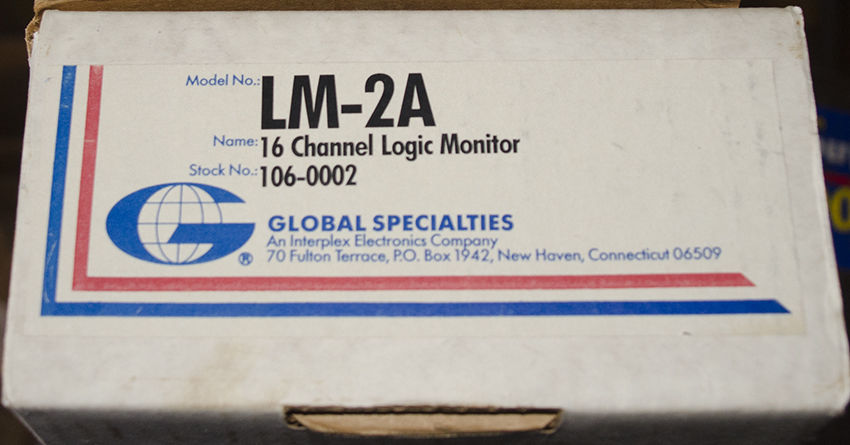 Model No.: LM-2A
Name: 16 Channel Logic Monitor
Stock No.: 106-0002
G ®
GLOBAL SPECIALTIES
An Interplex Electronics Company
70 Fulton Terrace, P.O. Box 1942, New Haven, Connecticut 06509